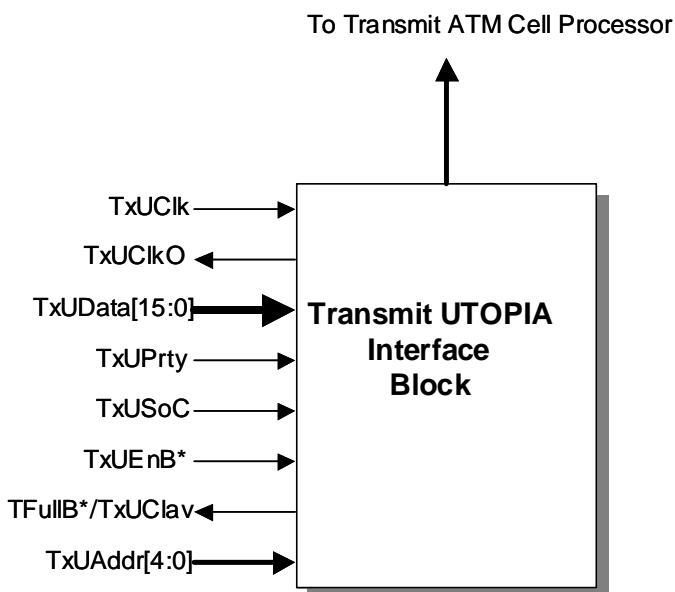 To Transmit ATM Cell Processor
TxUClk
TxUClkO
TxUData[15:0]
Transmit UTOPIA
Interface
Block
TxUPrty
TxUSoC
TxUEnB*
TFullB*/TxUClav
TxUAddr[4:0]